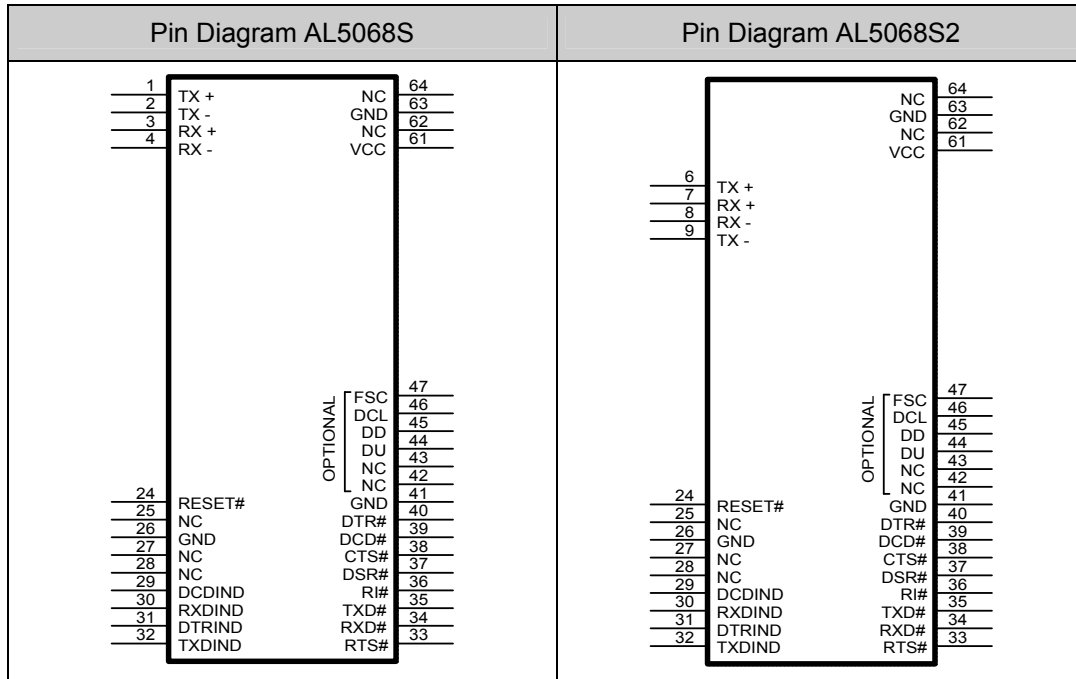 Pin Diagram AL5068S
1 TX +
2 TX -
3 RX +
4 RX -
NC 64
GND 63
NC 62
VCC 61
OPTIONAL
FSC 47
DCL 46
DD 45
DU 44
NC 43
NC 42
GND 41
DTR# 40
DCD# 39
CTS# 38
DSR# 37
RI# 36
TXD# 35
RXD# 34
RTS# 33
24 RESET#
25 NC
26 GND
27 NC
28 NC
29 DCDIND
30 RXDIND
31 DTRIND
32 TXDIND
Pin Diagram AL5068S2
NC 64
GND 63
NC 62
VCC 61
6 TX +
7 RX +
8 RX -
9 TX -
OPTIONAL
FSC 47
DCL 46
DD 45
DU 44
NC 43
NC 42
GND 41
DTR# 40
DCD# 39
CTS# 38
DSR# 37
RI# 36
TXD# 35
RXD# 34
RTS# 33
24 RESET#
25 NC
26 GND
27 NC
28 NC
29 DCDIND
30 RXDIND
31 DTRIND
32 TXDIND